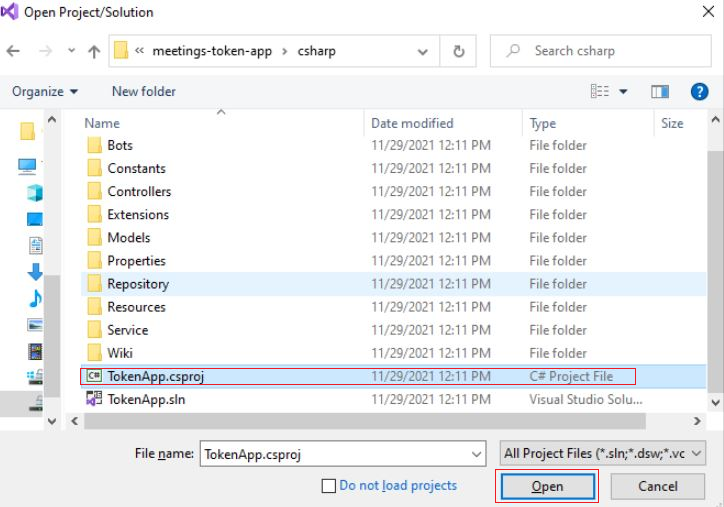 Open Project/Solution
« meetings-token-app > csharp
Search csharp
Organize
New folder
Name Date modified Type Size
Bots 11/29/2021 12:11 PM File folder
Constants 11/29/2021 12:11 PM File folder
Controllers 11/29/2021 12:11 PM File folder
Extensions 11/29/2021 12:11 PM File folder
Models 11/29/2021 12:11 PM File folder
Properties 11/29/2021 12:11 PM File folder
Repository 11/29/2021 12:11 PM File folder
Resources 11/29/2021 12:11 PM File folder
Service 11/29/2021 12:11 PM File folder
Wiki 11/29/2021 12:11 PM File folder
C# TokenApp.csproj 11/29/2021 12:11 PM C# Project File
TokenApp.sln 11/29/2021 12:11 PM Visual Studio Solu...
File name: TokenApp.csproj All Project Files (*.sln;*.dsw;*.vc
Do not load projects
Open
Cancel